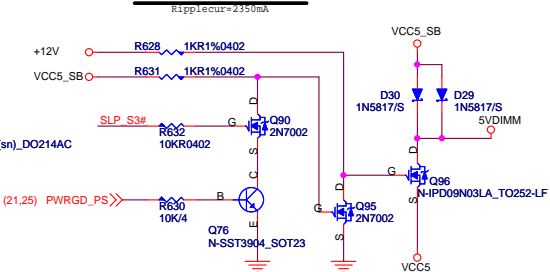 Ripplecur=2350mA
VCC5_SB
+12V
R628 1KR1%0402
VCC5_SB
R631 1KR1%0402
D30
1N5817/S
D29
1N5817/S
5VDIMM
SLP_S3#
R632
10KR0402
G
D
S
Q90
2N7002
(sn)_DO214AC
(21,25) PWRGD_PS
R630
10K/4
B
C
E
Q76
N-SST3904_SOT23
G
D
S
Q95
2N7002
G
D
S
Q96
N-IPD09N03LA_TO252-LF
VCC5